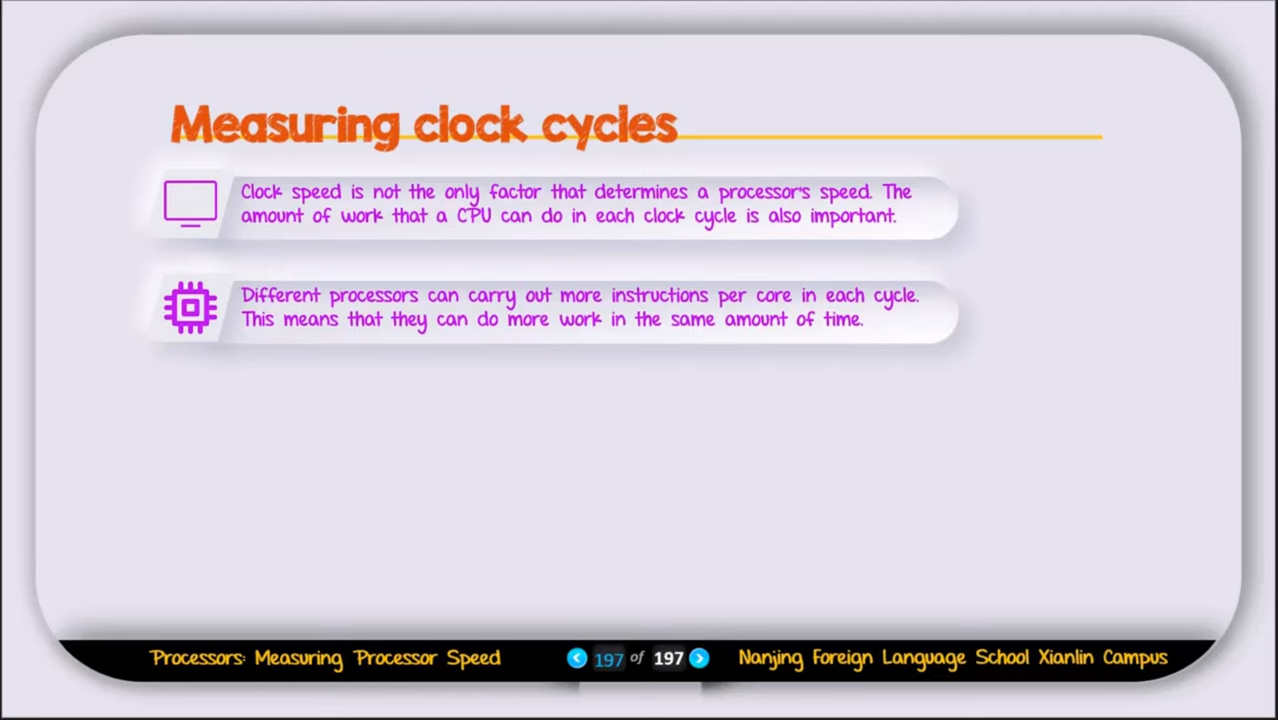 Measuring clock cycles
Clock speed is not the only factor that determines a processor's speed. The
amount of work that a CPU can do in each clock cycle is also important.
Different processors can carry out more instructions per core in each cycle.
This means that they can do more work in the same amount of time.
Processors: Measuring Processor Speed
197 of 197
Nanjing Foreign Language School Xianlin Campus